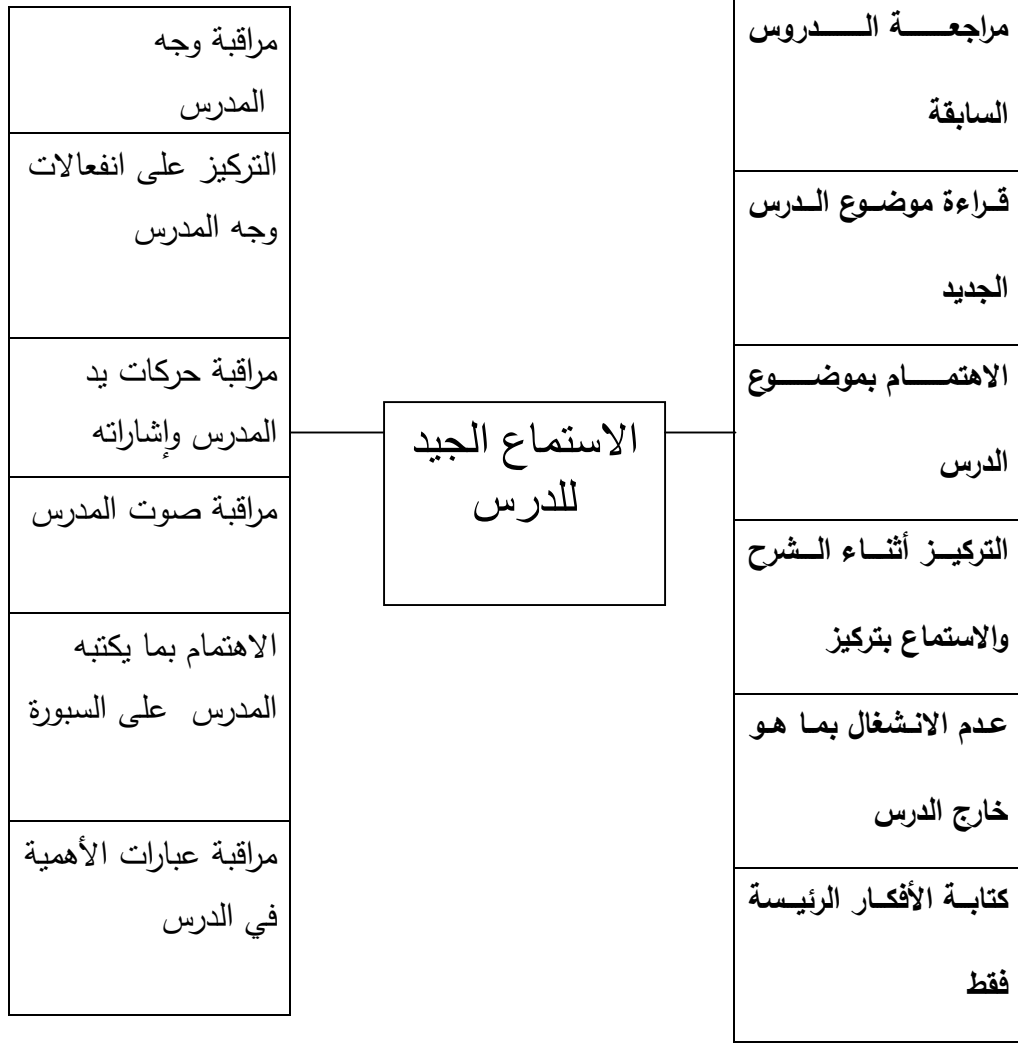 مراجعة الدروس
السابقة
قراءة موضوع الدرس
الجديد
الاهتمام بموضوع
الدرس
التركيز أثناء الشرح
والاستماع بتركيز
عدم الانشغال بما هو
خارج الدرس
كتابة الأفكار الرئيسة
فقط
الاستماع الجيد
للدرس
مراقبة وجه
المدرس
التركيز على انفعالات
وجه المدرس
مراقبة حركات يد
المدرس وإشاراته
مراقبة صوت المدرس
الاهتمام بما يكتبه
المدرس على السبورة
مراقبة عبارات الأهمية
في الدرس